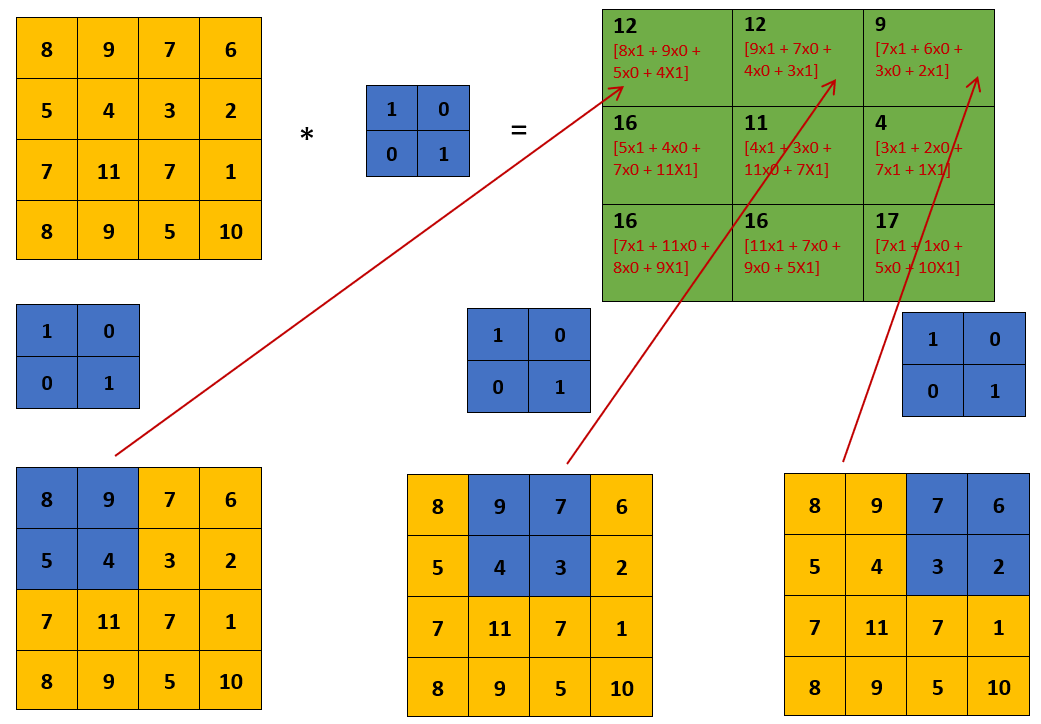 8 9 7 6
5 4 3 2
7 11 7 1
8 9 5 10
*
1 0
0 1
=
12
[8x1 + 9x0 +
5x0 + 4X1]
12
[9x1 + 7x0 +
4x0 + 3x1]
9
[7x1 + 6x0 +
3x0 + 2x1]
16
[5x1 + 4x0 +
7x0 + 11X1]
11
[4x1 + 3x0 +
11x0 + 7X1]
4
[3x1 + 2x0 +
7x1 + 1X1]
16
[7x1 + 11x0 +
8x0 + 9X1]
16
[11x1 + 7x0 +
9x0 + 5X1]
17
[7x1 + 1x0 +
5x0 + 10X1]
1 0
0 1
1 0
0 1
1 0
0 1
8 9 7 6
5 4 3 2
7 11 7 1
8 9 5 10
8 9 7 6
5 4 3 2
7 11 7 1
8 9 5 10
8 9 7 6
5 4 3 2
7 11 7 1
8 9 5 10